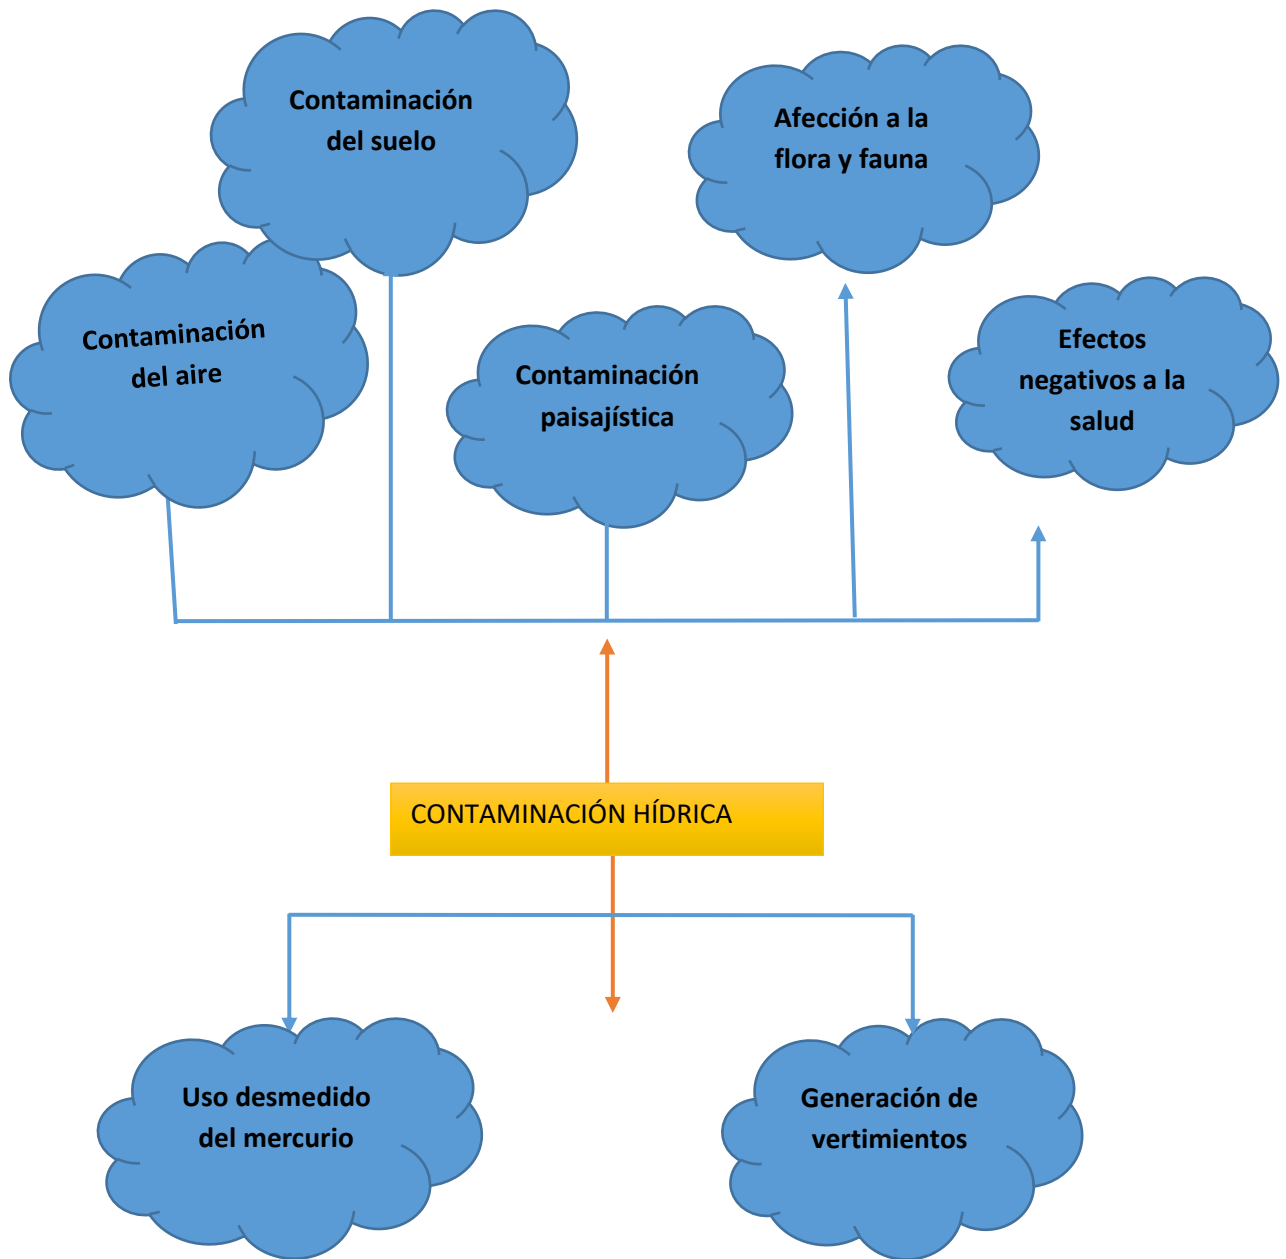 Contaminación
del suelo
Afección a la
flora y fauna
Contaminación
del aire
Contaminación
paisajística
Efectos
negativos a la
salud
CONTAMINACIÓN HÍDRICA
Uso desmedido
del mercurio
Generación de
vertimientos